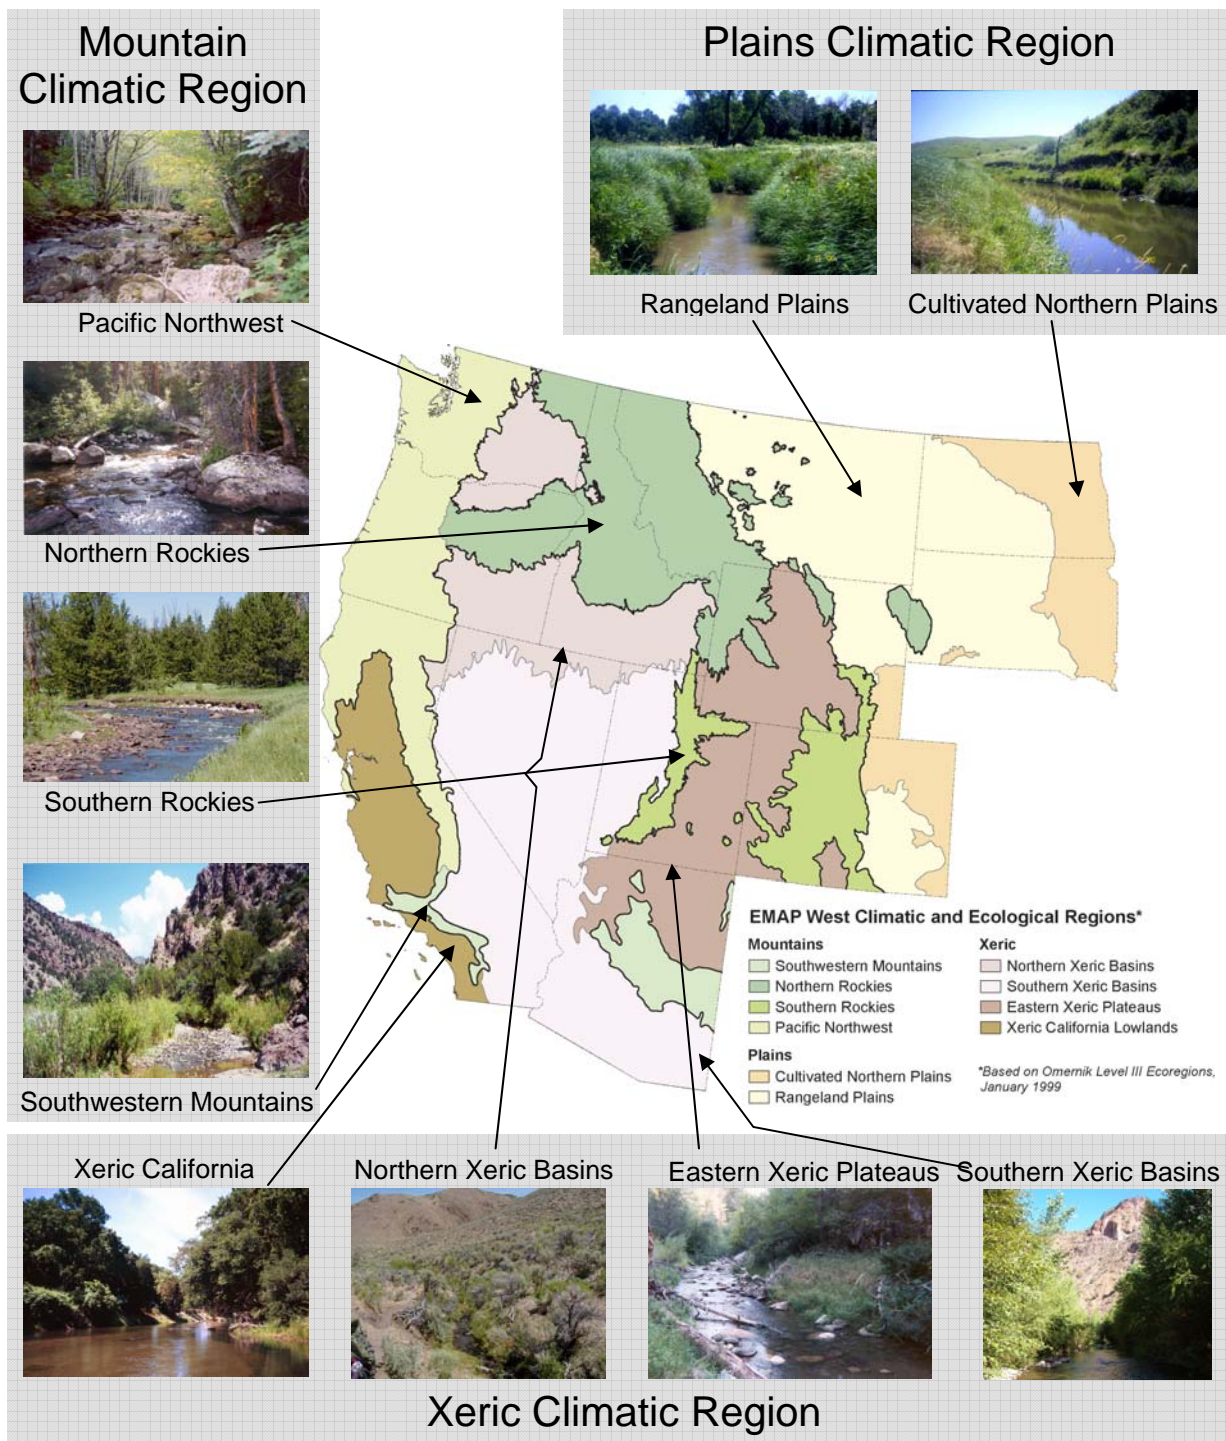 Mountain
Climatic Region
Plains Climatic Region
Pacific Northwest
Rangeland Plains
Cultivated Northern Plains
Northern Rockies
Southern Rockies
Southwestern Mountains
EMAP West Climatic and Ecological Regions*
Mountains
Southwestern Mountains
Northern Rockies
Southern Rockies
Pacific Northwest
Plains
Cultivated Northern Plains
Rangeland Plains
Xeric
Northern Xeric Basins
Southern Xeric Basins
Eastern Xeric Plateaus
Xeric California Lowlands
*Based on Omernik Level III Ecoregions,
January 1999
Xeric California
Northern Xeric Basins
Eastern Xeric Plateaus
Southern Xeric Basins
Xeric Climatic Region